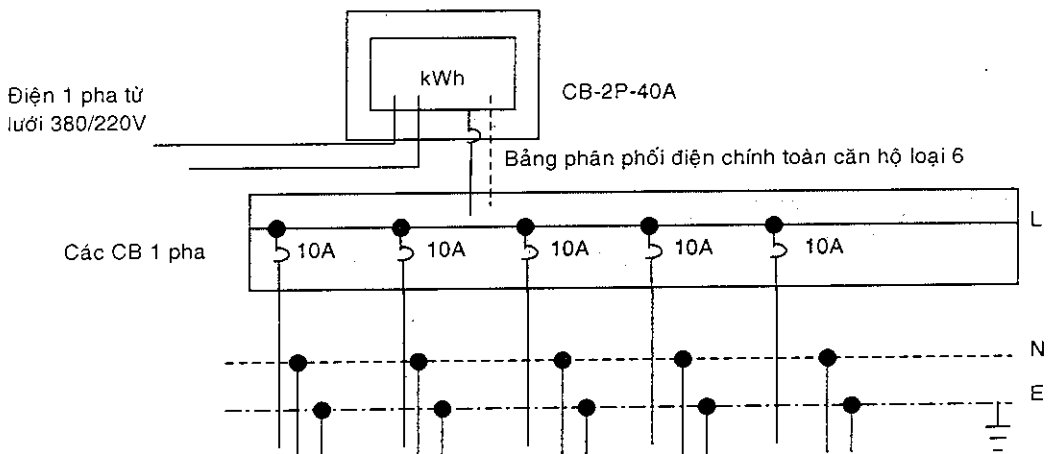 kWh
CB-2P-40A
Điện 1 pha từ
lưới 380/220V
Bảng phân phối điện chính toàn căn hộ loại 6
L
Các CB 1 pha
10A
10A
10A
10A
10A
N
E